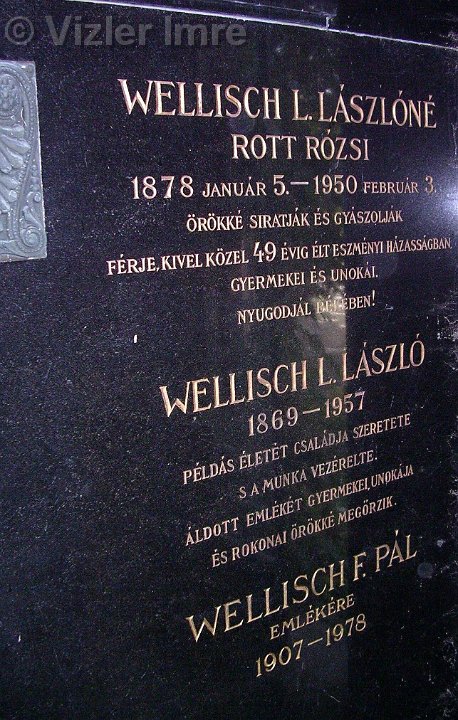 © Vizler Imre
WELLISCH L. LÁSZLÓNÉ
ROTT RÓZSI
1878 JANUÁR 5.—1950 FEBRUÁR 3.
ÖRÖKKÉ SIRATJÁK ÉS GYÁSZOLJÁK
FÉRJE, KIVEL KÖZEL 49 ÉVIG ÉLT ESZMÉNYI HÁZASSÁGBAN,
GYERMEKEI ÉS UNOKÁI.
NYUGODJÁL BÉKÉBEN!
WELLISCH L. LÁSZLÓ
1869—1957
PÉLDÁS ÉLETÉT CSALÁDJA SZERETETE
S A MUNKA VEZÉRELTE.
ÁLDOTT EMLÉKÉT GYERMEKEI, UNOKÁJA
ÉS ROKONAI ÖRÖKKÉ MEGŐRZIK.
WELLISCH F. PÁL
EMLÉKÉRE
1907—1978